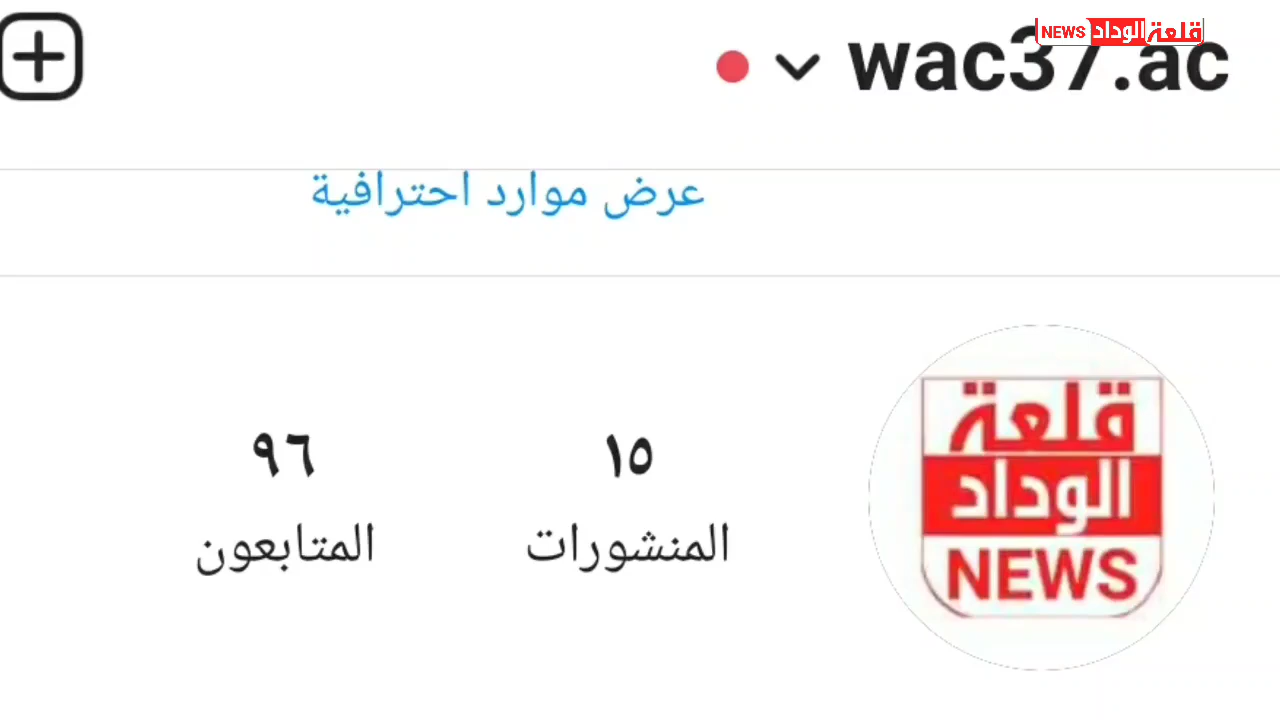 قلعة الوداد NEWS
wac37.ac
عرض موارد احترافية
١٥
٩٦
المنشورات
المتابعون
قلعة
الوداد
NEWS